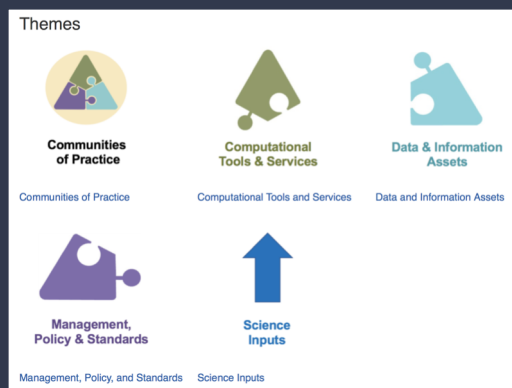 Themes
Communities
of Practice
Computational
Tools & Services
Data & Information
Assets
Communities of Practice
Computational Tools and Services
Data and Information Assets
Management,
Policy & Standards
Science
Inputs
Management, Policy, and Standards
Science Inputs